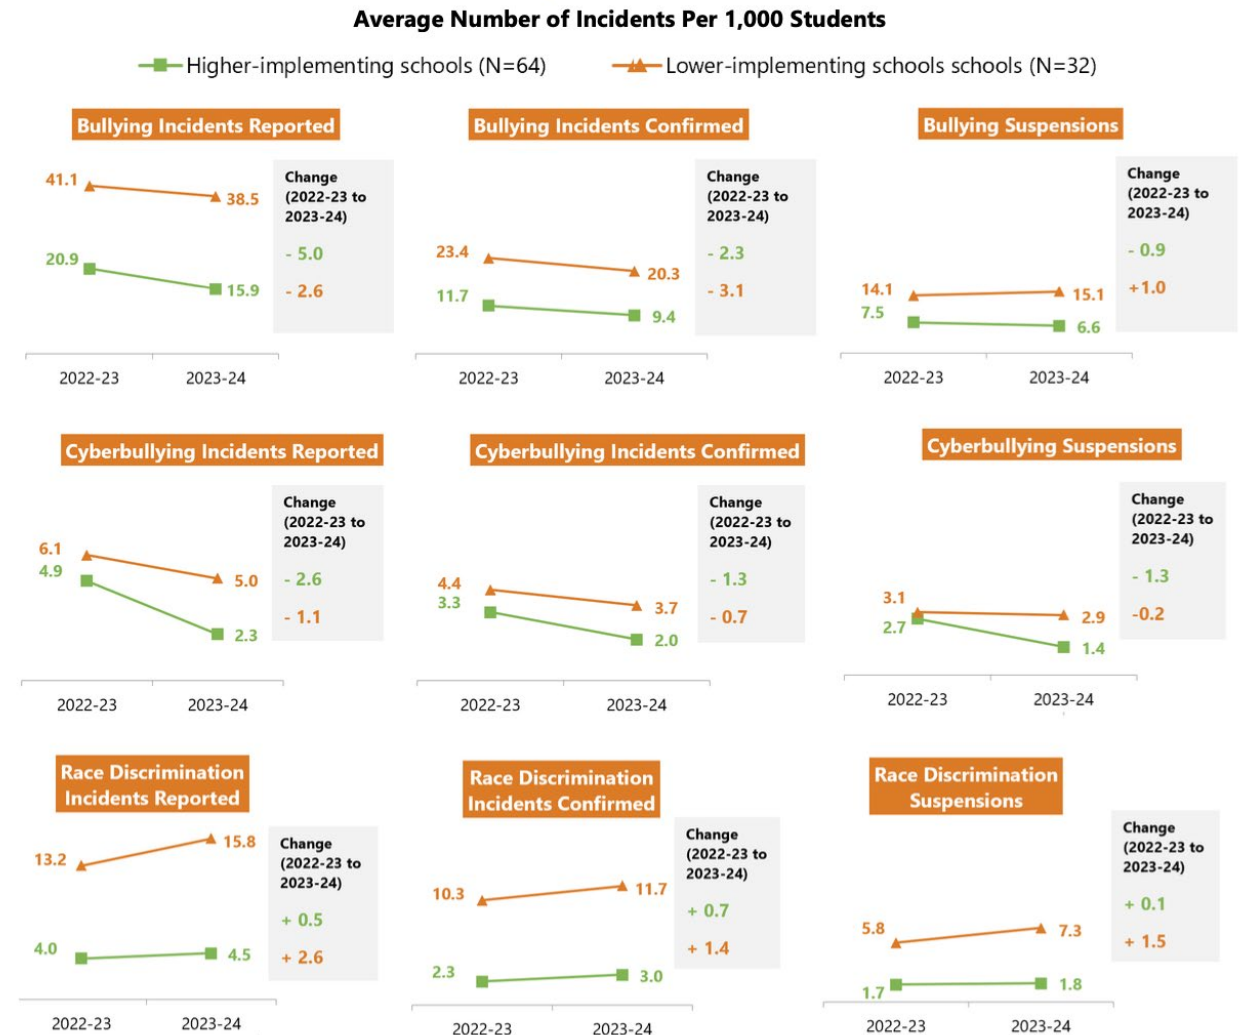 Average Number of Incidents Per 1,000 Students
Higher-implementing schools (N=64)
Lower-implementing schools schools (N=32)
Bullying Incidents Reported
41.1
38.5
20.9
15.9
2022-23
2023-24
Change
(2022-23 to
2023-24)
- 5.0
- 2.6
Bullying Incidents Confirmed
23.4
20.3
11.7
9.4
2022-23
2023-24
Change
(2022-23 to
2023-24)
- 2.3
- 3.1
Bullying Suspensions
14.1
15.1
7.5
6.6
2022-23
2023-24
Change
(2022-23 to
2023-24)
- 0.9
+1.0
Cyberbullying Incidents Reported
6.1
4.9
5.0
2.3
2022-23
2023-24
Change
(2022-23 to
2023-24)
- 2.6
- 1.1
Cyberbullying Incidents Confirmed
4.4
3.3
3.7
2.0
2022-23
2023-24
Change
(2022-23 to
2023-24)
- 1.3
- 0.7
Cyberbullying Suspensions
3.1
2.7
2.9
1.4
2022-23
2023-24
Change
(2022-23 to
2023-24)
- 1.3
-0.2
Race Discrimination
Incidents Reported
13.2
15.8
4.0
4.5
2022-23
2023-24
Change
(2022-23 to
2023-24)
+ 0.5
+ 2.6
Race Discrimination
Incidents Confirmed
10.3
11.7
2.3
3.0
2022-23
2023-24
Change
(2022-23 to
2023-24)
+ 0.7
+ 1.4
Race Discrimination
Suspensions
5.8
7.3
1.7
1.8
2022-23
2023-24
Change
(2022-23 to
2023-24)
+ 0.1
+ 1.5